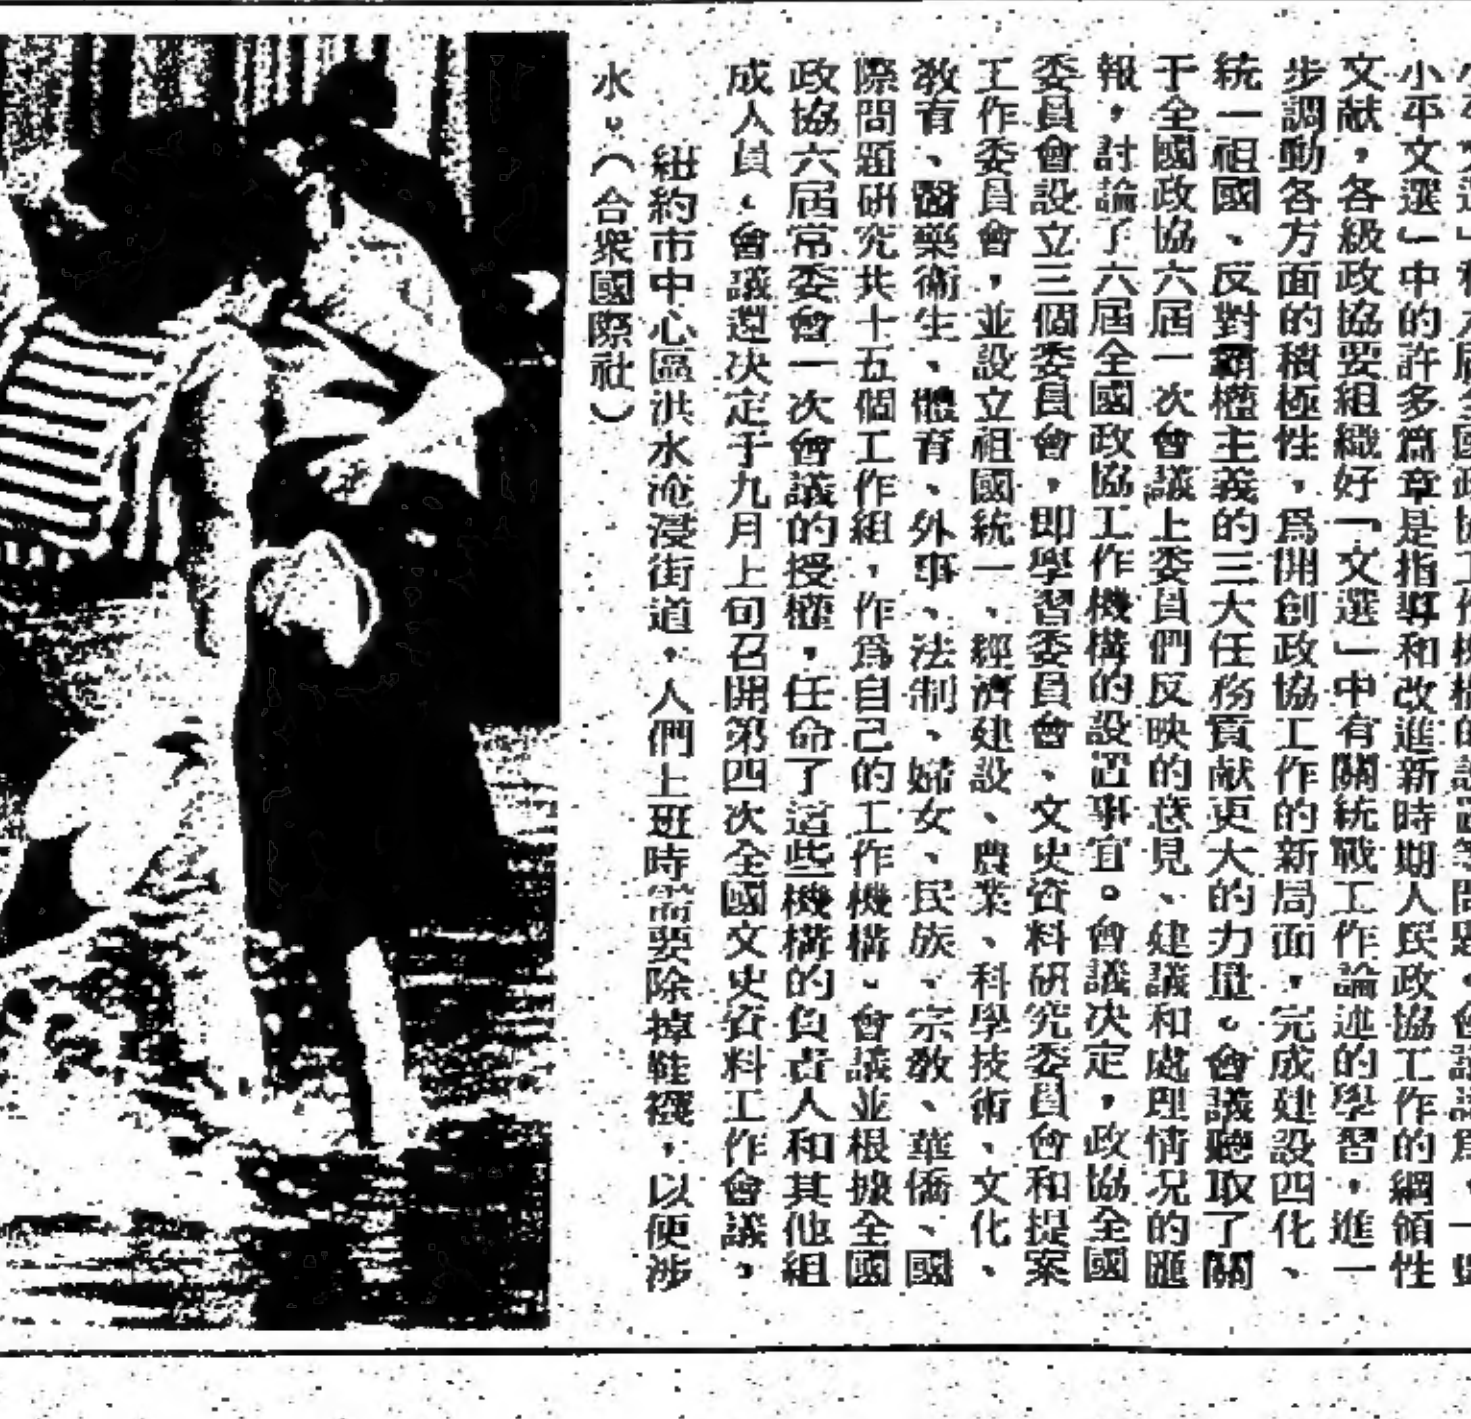 小平文選」中的許多篇章是指導和改進新時期人民政協工作的綱領性
文献，各級政協要組織好「文選」中有關統戰工作論述的學習，進一
步調動各方面的積極性，爲開創政協工作的新局面，完成建設四化、
統一祖國、反對霸權主義的三大任務貢献更大的力量。會議聽取了關
于全國政協六屆一次會議上委員們反映的意見、建議和處理情况的匯
報，討論了六屆全國政協工作機構的設置事宜。會議决定，政協全國
委員會設立三個委員會，即學習委員會、文史資料研究委員會和提案
工作委員會，並設立祖國統一、經濟建設、農業、科學技術、文化、
教育、醫藥衛生、體育、外事、法制、婦女、民族、宗教、華僑、國
際問題研究共十五個工作組，作爲自己的工作機構。會議並根據全國
政協六屆常委會一次會議的授權，任命了這些機構的負責人和其他組
成人員。會議還决定于九月上旬召開第四次全國文史資料工作會議，
紐約市中心區洪水淹浸街道，人們上班時需要除掉鞋襪，以便涉
水。（合衆國際社）